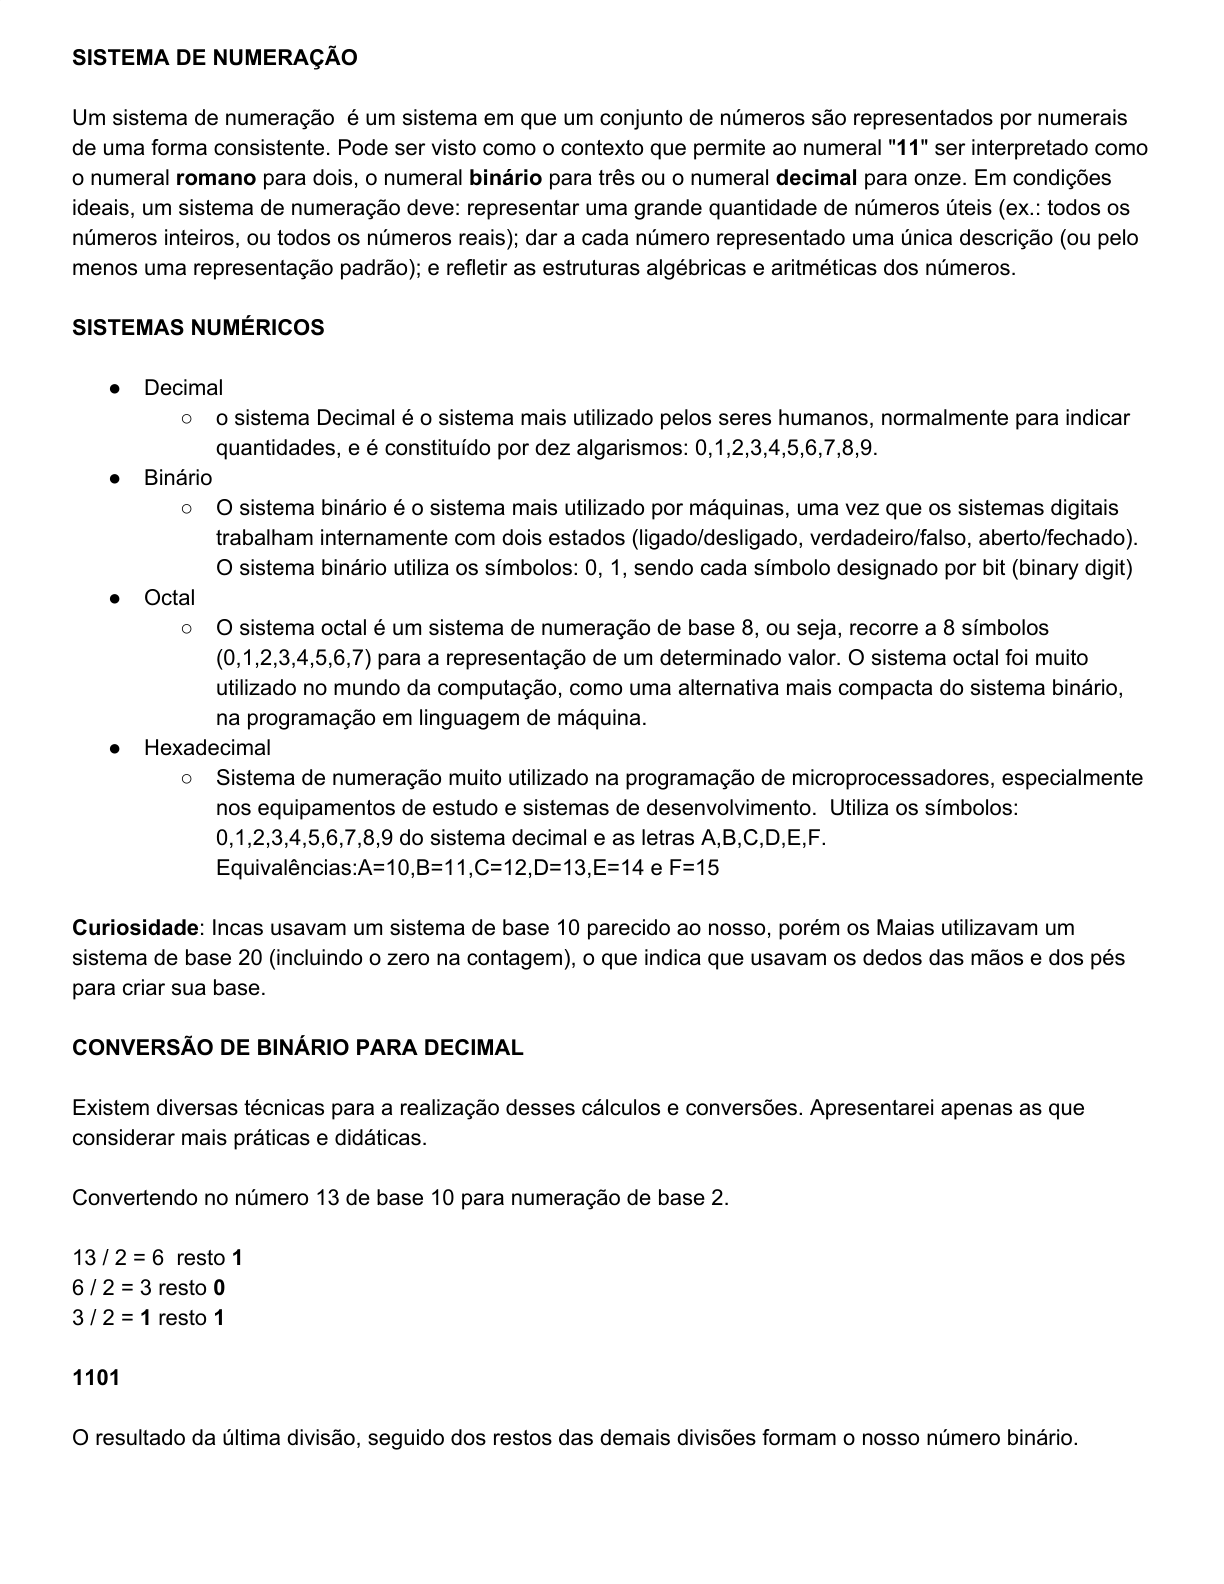 SISTEMA DE NUMERAÇÃO
Um sistema de numeração  é um sistema em que um conjunto de números são representados por numerais
de uma forma consistente. Pode ser visto como o contexto que permite ao numeral "11" ser interpretado como
o numeral romano para dois, o numeral binário para três ou o numeral decimal para onze. Em condições
ideais, um sistema de numeração deve: representar uma grande quantidade de números úteis (ex.: todos os
números inteiros, ou todos os números reais); dar a cada número representado uma única descrição (ou pelo
menos uma representação padrão); e refletir as estruturas algébricas e aritméticas dos números.
SISTEMAS NUMÉRICOS
● Decimal
○ o sistema Decimal é o sistema mais utilizado pelos seres humanos, normalmente para indicar
quantidades, e é constituído por dez algarismos: 0,1,2,3,4,5,6,7,8,9.
● Binário
○ O sistema binário é o sistema mais utilizado por máquinas, uma vez que os sistemas digitais
trabalham internamente com dois estados (ligado/desligado, verdadeiro/falso, aberto/fechado).
O sistema binário utiliza os símbolos: 0, 1, sendo cada símbolo designado por bit (binary digit)
● Octal
○ O sistema octal é um sistema de numeração de base 8, ou seja, recorre a 8 símbolos
(0,1,2,3,4,5,6,7) para a representação de um determinado valor. O sistema octal foi muito
utilizado no mundo da computação, como uma alternativa mais compacta do sistema binário,
na programação em linguagem de máquina.
● Hexadecimal
○ Sistema de numeração muito utilizado na programação de microprocessadores, especialmente
nos equipamentos de estudo e sistemas de desenvolvimento.  Utiliza os símbolos:
0,1,2,3,4,5,6,7,8,9 do sistema decimal e as letras A,B,C,D,E,F.
Equivalências:A=10,B=11,C=12,D=13,E=14 e F=15
Curiosidade: Incas usavam um sistema de base 10 parecido ao nosso, porém os Maias utilizavam um
sistema de base 20 (incluindo o zero na contagem), o que indica que usavam os dedos das mãos e dos pés
para criar sua base.
CONVERSÃO DE BINÁRIO PARA DECIMAL
Existem diversas técnicas para a realização desses cálculos e conversões. Apresentarei apenas as que
considerar mais práticas e didáticas.
Convertendo no número 13 de base 10 para numeração de base 2.
13 / 2 = 6  resto 1
6 / 2 = 3 resto 0
3 / 2 = 1 resto 1
1101
O resultado da última divisão, seguido dos restos das demais divisões formam o nosso número binário.